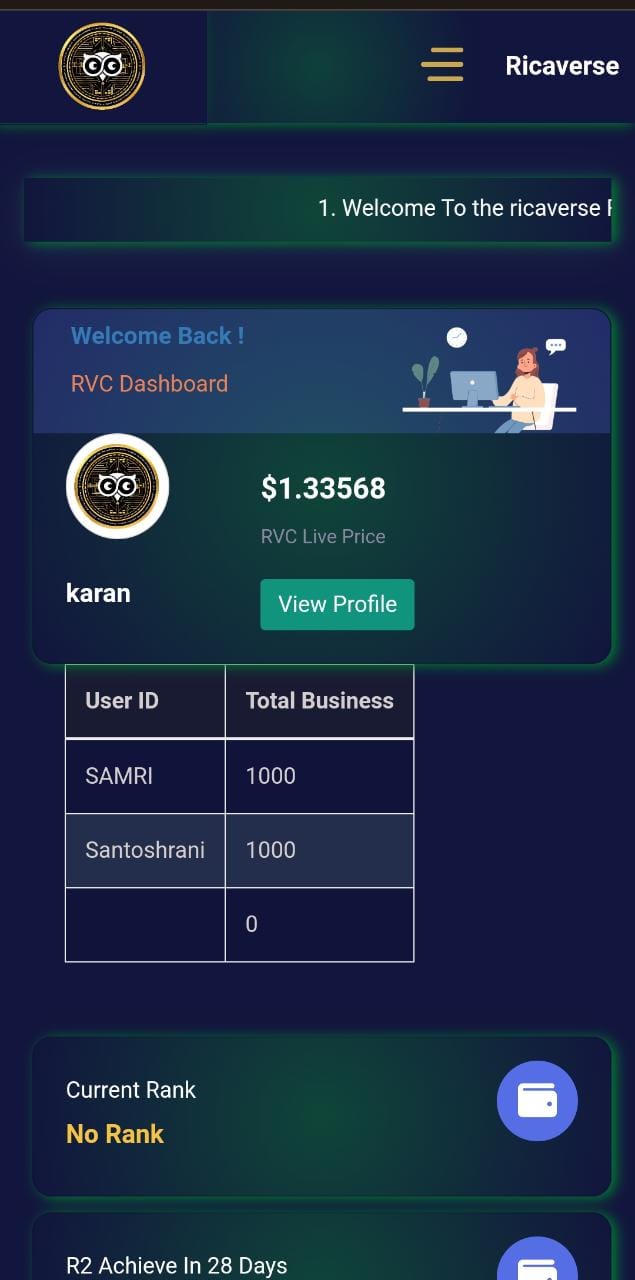 Ricaverse
1. Welcome To the ricaverse
Welcome Back !
RVC Dashboard
$1.33568
RVC Live Price
karan
View Profile
User ID Total Business
SAMRI 1000
Santoshrani 1000
0
Current Rank
No Rank
R2 Achieve In 28 Days